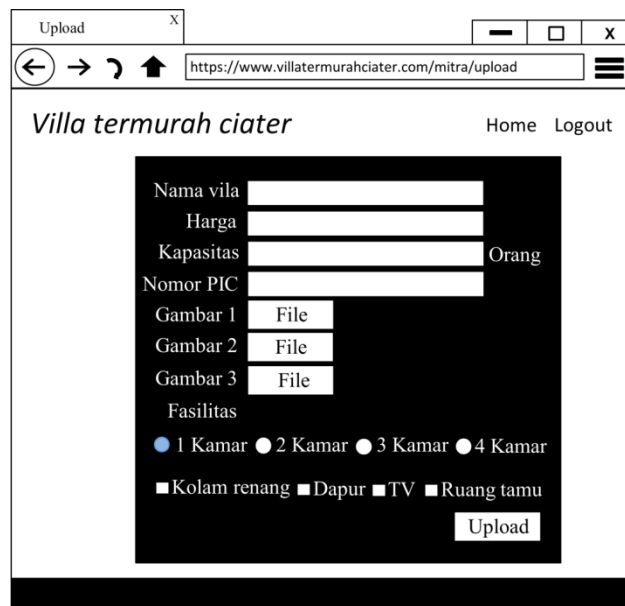 Upload X
X
https://www.villatermurahciater.com/mitra/upload
Villa termurah ciater Home Logout
Nama vila
Harga
Kapasitas Orang
Nomor PIC
Gambar 1 File
Gambar 2 File
Gambar 3 File
Fasilitas
1 Kamar 2 Kamar 3 Kamar 4 Kamar
Kolam renang Dapur TV Ruang tamu
Upload